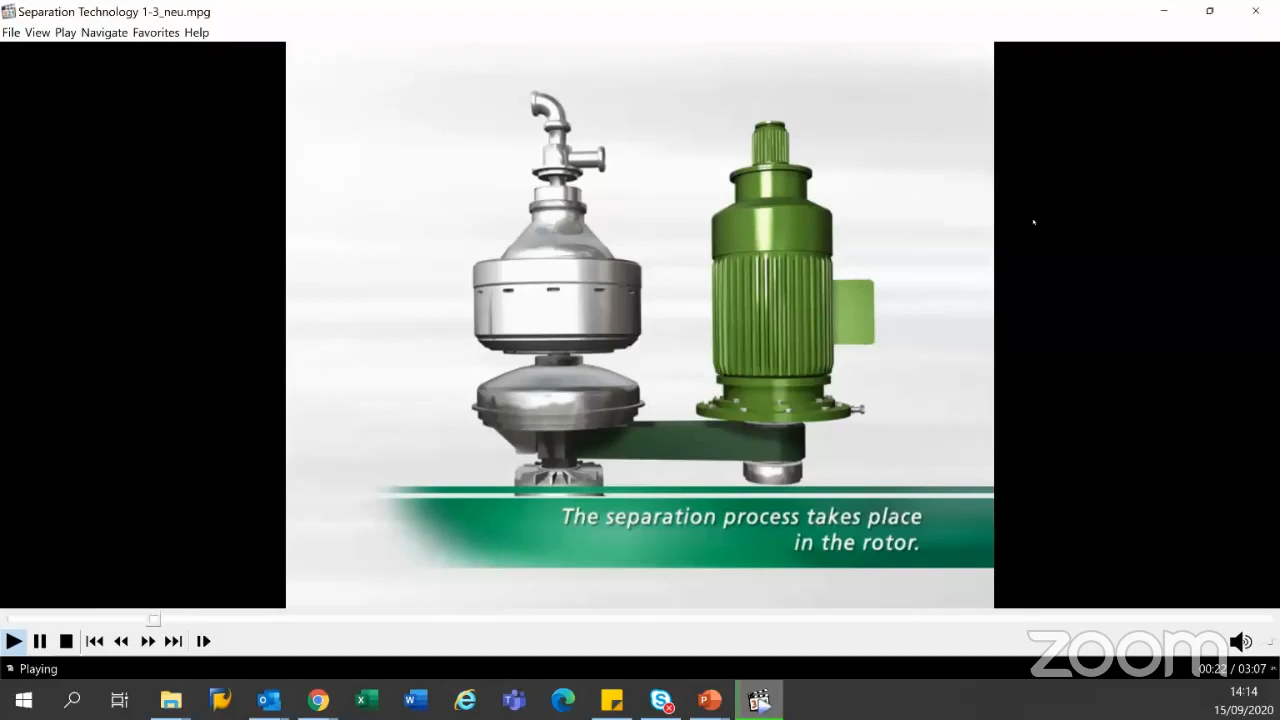 Separation Technology 1-3_neu.mpg
File View Play Navigate Favorites Help
The separation process takes place
in the rotor.
zoom
Playing
00:22 / 03:07
14:14
15/09/2020